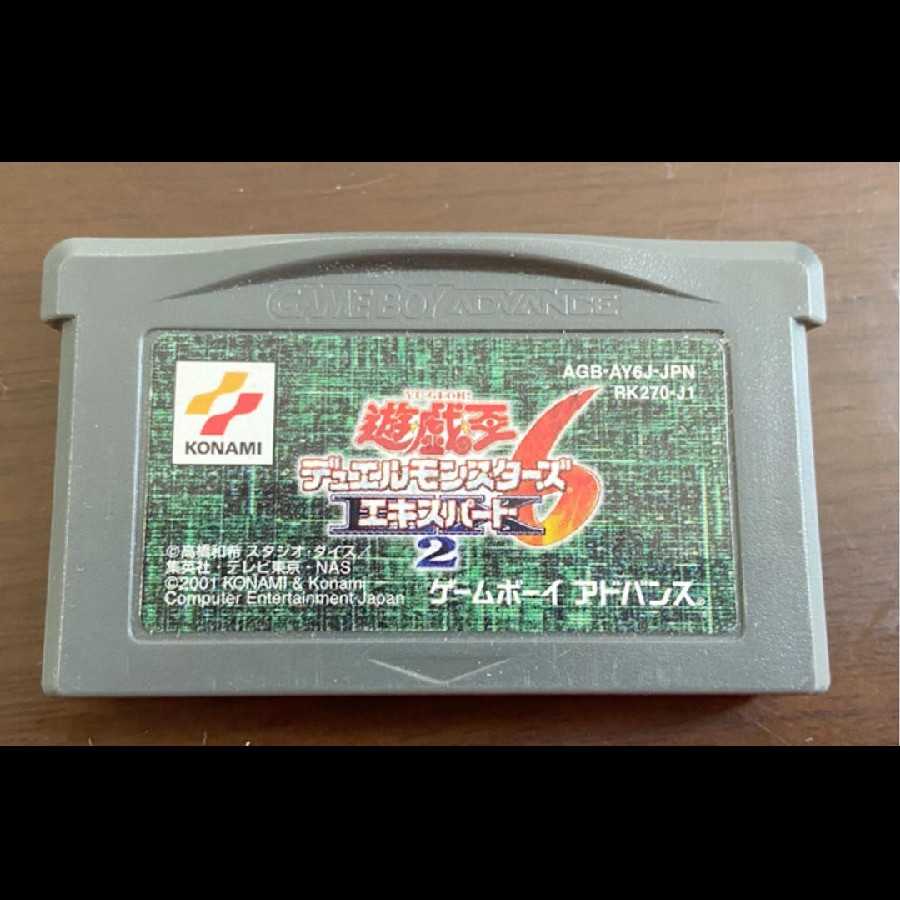 GAME BOY ADVANCE
AGB-AY6J-JPN
RK270-J1
KONAMI
YU-GI-OH!
遊戯王
デュエルモンスターズ6
エキスパート
2
©高橋和希 スタジオ・ダイス/
集英社・テレビ東京・NAS
©2001 KONAMI & Konami
Computer Entertainment Japan
ゲームボーイ アドバンス®